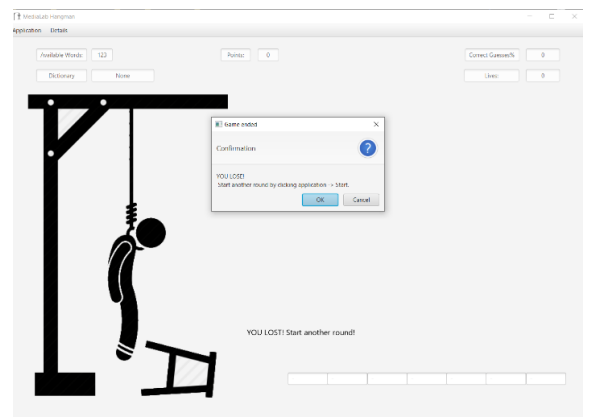 MediaLab Hangman
Application Details
Available Words: 123
Points: 0
Correct Guesses% 0
Dictionary None
Lives: 0
Game ended
Confirmation
YOU LOSE!
Start another round by clicking application -> Start.
OK Cancel
YOU LOST! Start another round!